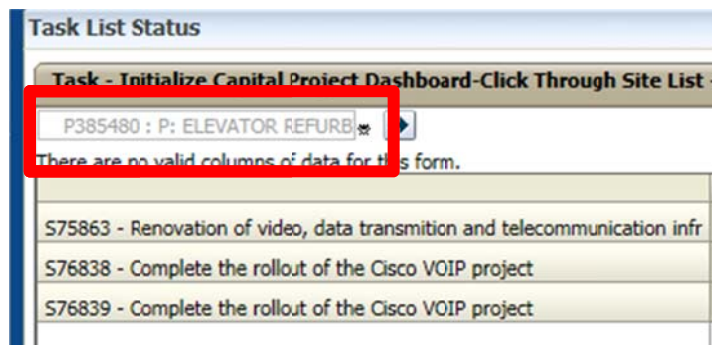 Task List Status
Task - Initialize Capital Project Dashboard-Click Through Site List -
P385480 : P: ELEVATOR REFURB
There are no valid columns of data for this form.
S75863 - Renovation of video, data transmition and telecommunication infr
S76838 - Complete the rollout of the Cisco VOIP project
S76839 - Complete the rollout of the Cisco VOIP project